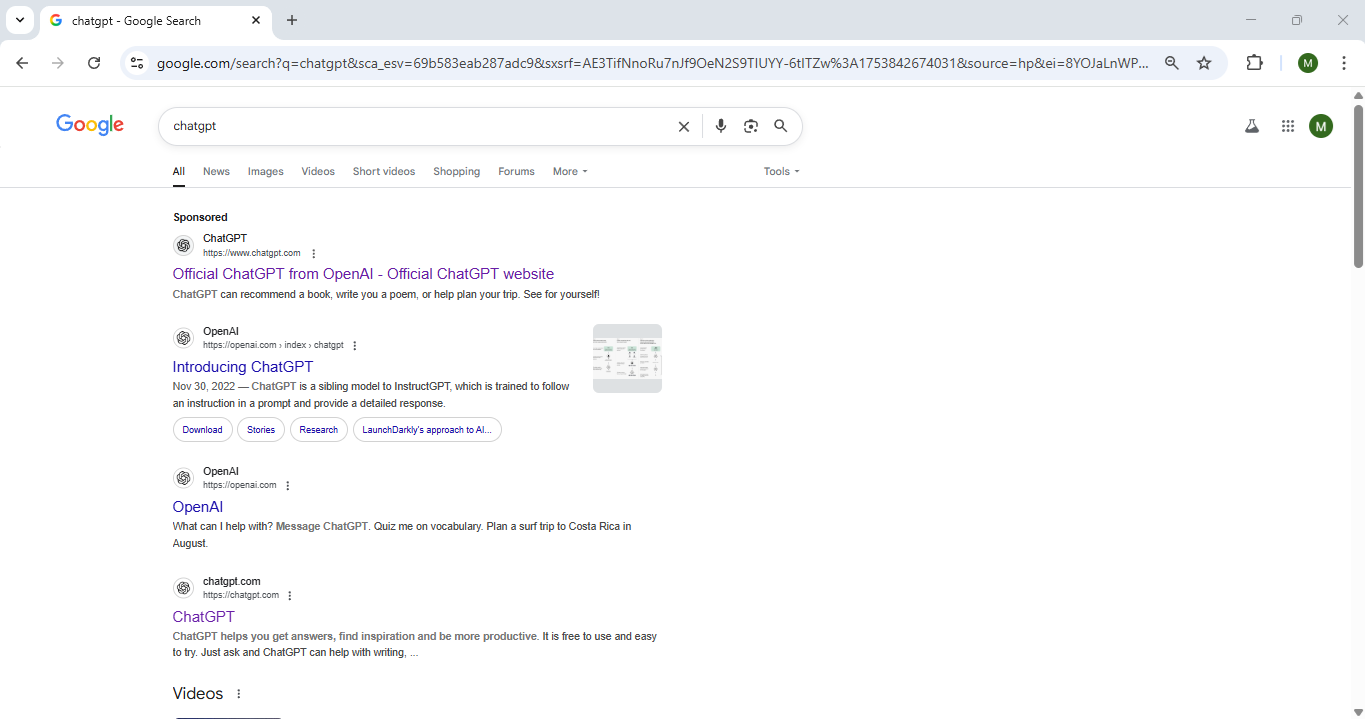 chatgpt - Google Search
google.com/search?q=chatgpt&sca_esv=69b583eab287adc9&sxsrf=AE3TifNnoRu7nJf9OeN2S9TlUYY-6tITZw%3A1753842674031&source=hp&ei=8YOJaLnWP...
M
Google
chatgpt
M
All News Images Videos Short videos Shopping Forums More Tools
Sponsored
ChatGPT
https://www.chatgpt.com
Official ChatGPT from OpenAI - Official ChatGPT website
ChatGPT can recommend a book, write you a poem, or help plan your trip. See for yourself!
OpenAI
https://openai.com › index › chatgpt
Introducing ChatGPT
Nov 30, 2022 — ChatGPT is a sibling model to InstructGPT, which is trained to follow
an instruction in a prompt and provide a detailed response.
Download Stories Research LaunchDarkly's approach to AI...
OpenAI
https://openai.com
OpenAI
What can I help with? Message ChatGPT. Quiz me on vocabulary. Plan a surf trip to Costa Rica in
August.
chatgpt.com
https://chatgpt.com
ChatGPT
ChatGPT helps you get answers, find inspiration and be more productive. It is free to use and easy
to try. Just ask and ChatGPT can help with writing, ...
Videos